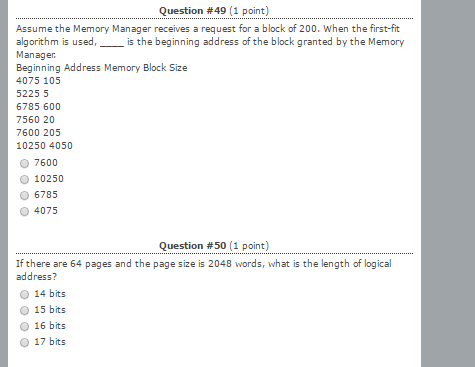 Question #49 (1 point)
Assume the Memory Manager receives a request for a block of 200. When the first-fit
algorithm is used, ____ is the beginning address of the block granted by the Memory
Manager.
Beginning Address Memory Block Size
4075 105
5225 5
6785 600
7560 20
7600 205
10250 4050
7600
10250
6785
4075
Question #50 (1 point)
If there are 64 pages and the page size is 2048 words, what is the length of logical
address?
14 bits
15 bits
16 bits
17 bits